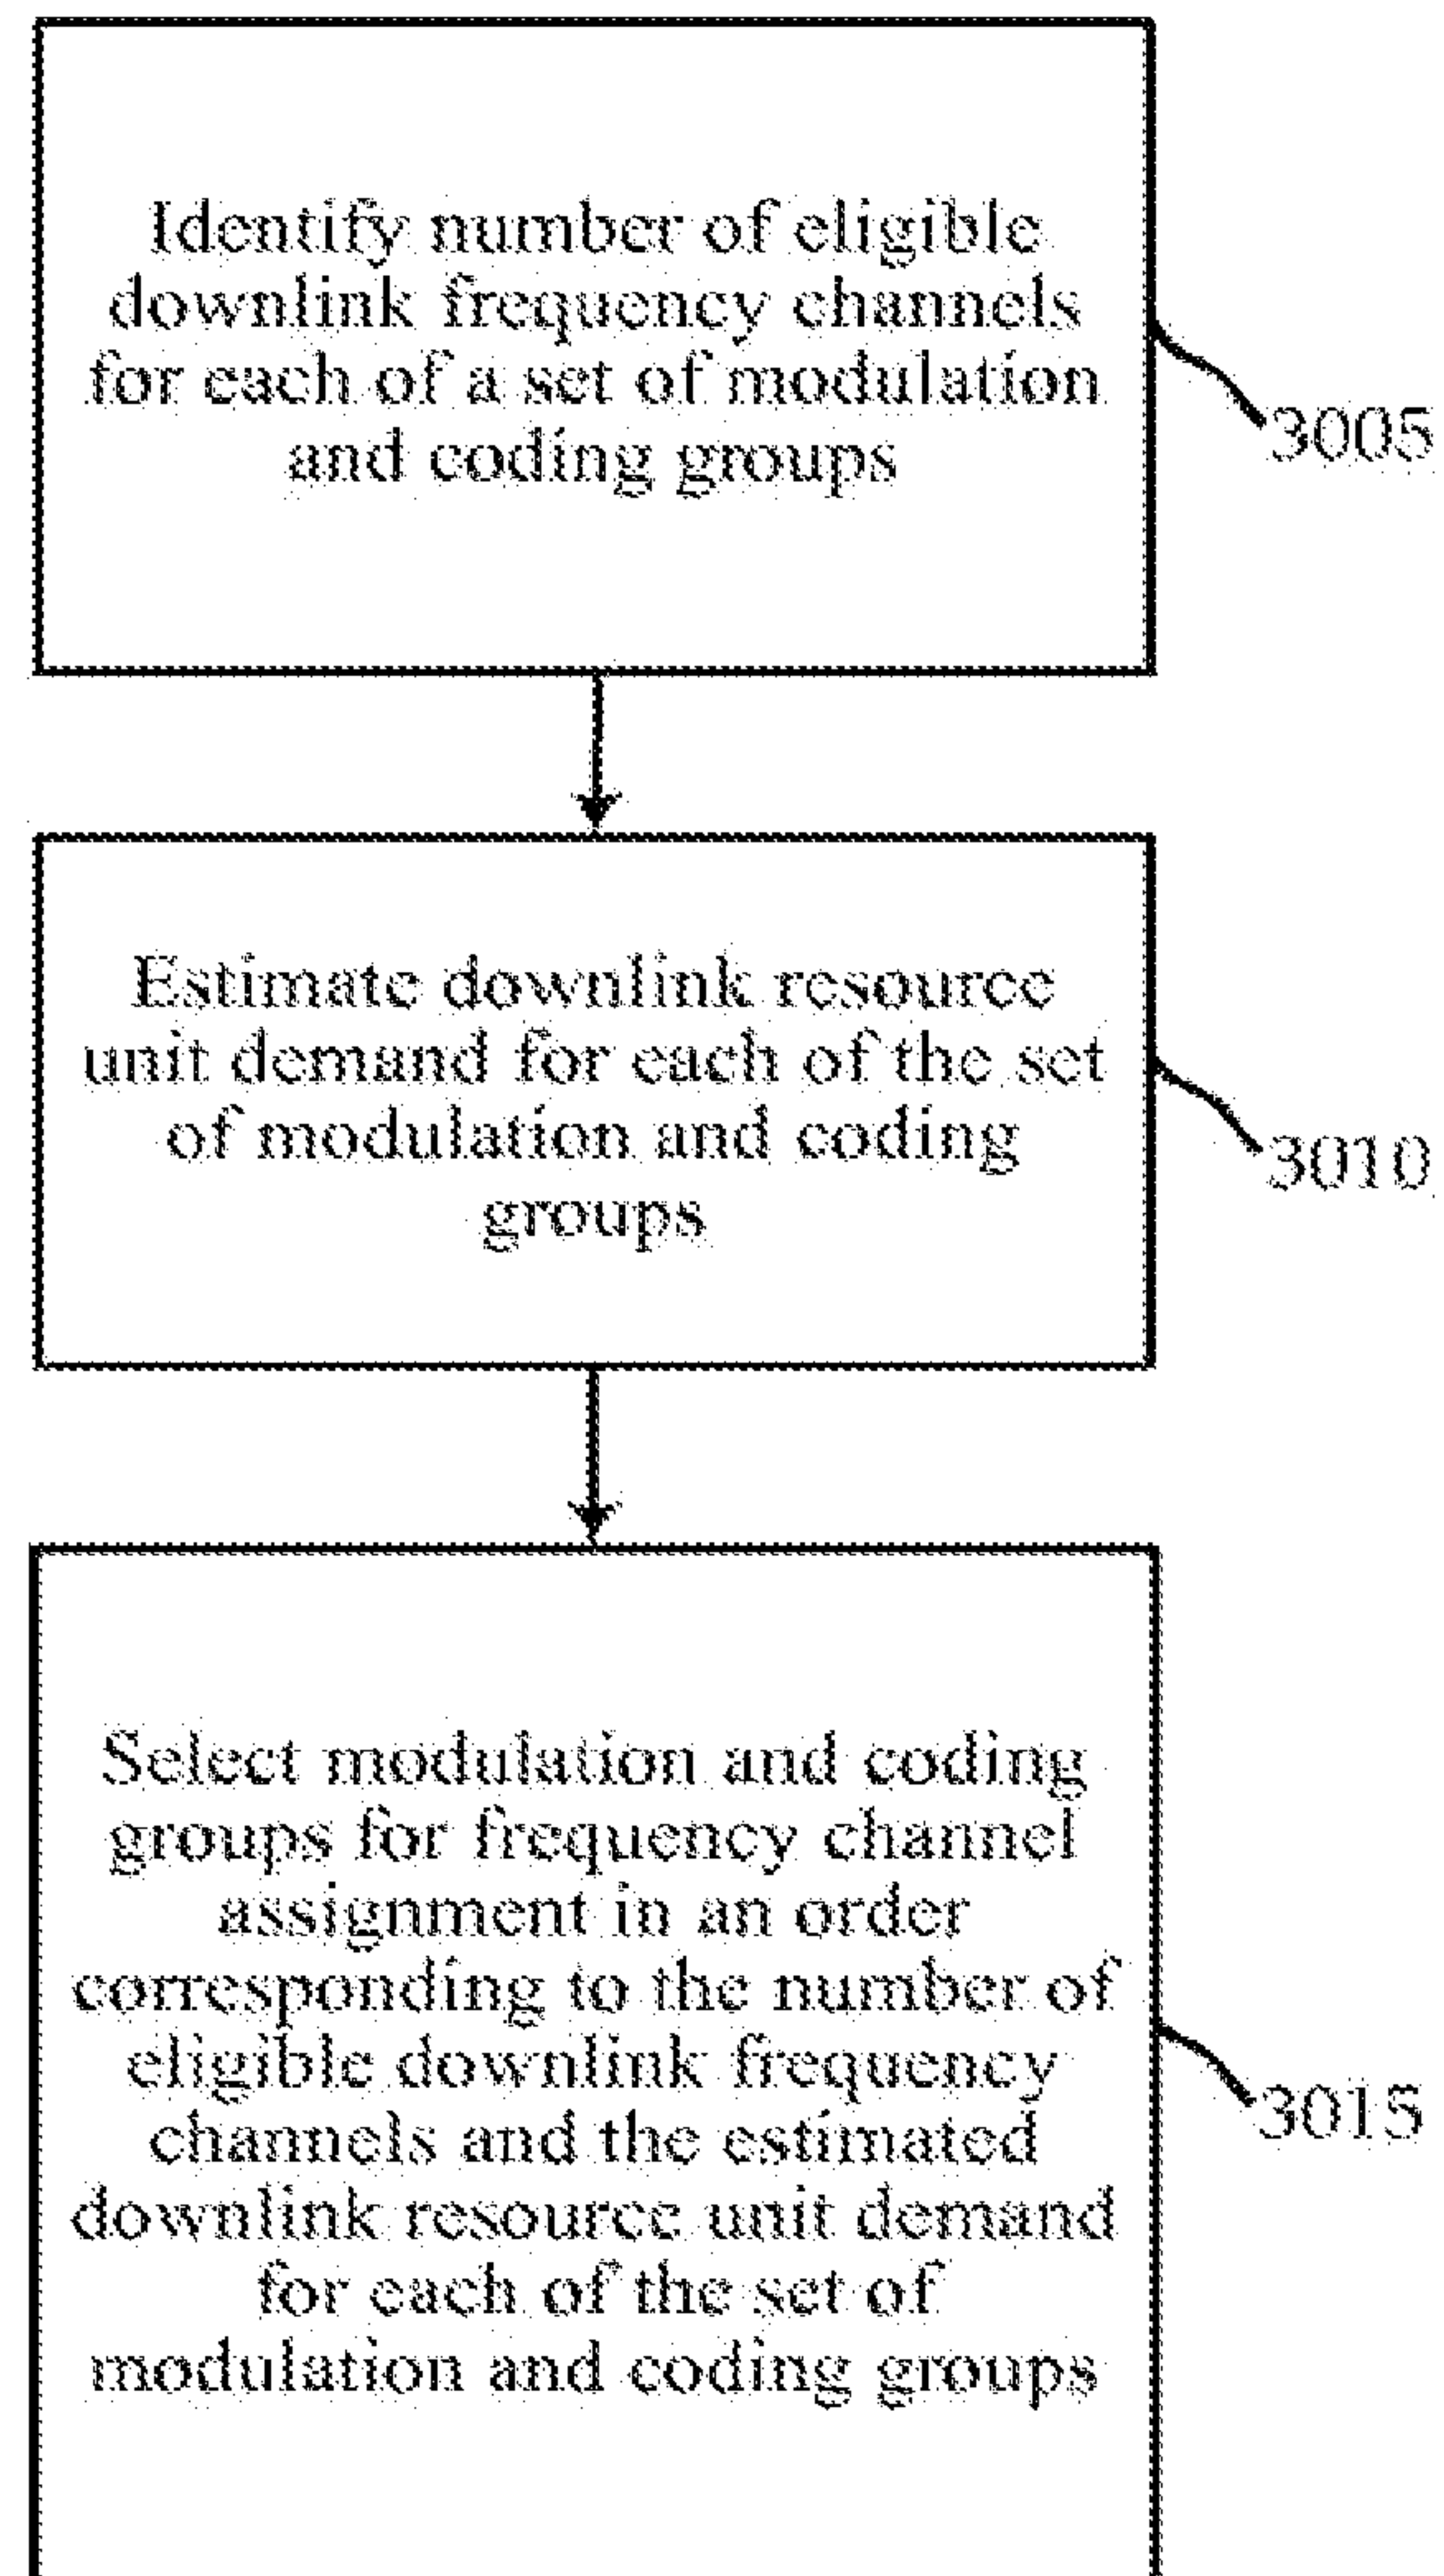 Identify number of eligible
downlink frequency channels
for each of a set of modulation
and coding groups
3005
Estimate downlink resource
unit demand for each of the set
of modulation and coding
groups
3010
Select modulation and coding
groups for frequency channel
assignment in an order
corresponding to the number of
eligible downlink frequency
channels and the estimated
downlink resource unit demand
for each of the set of
modulation and coding groups
3015